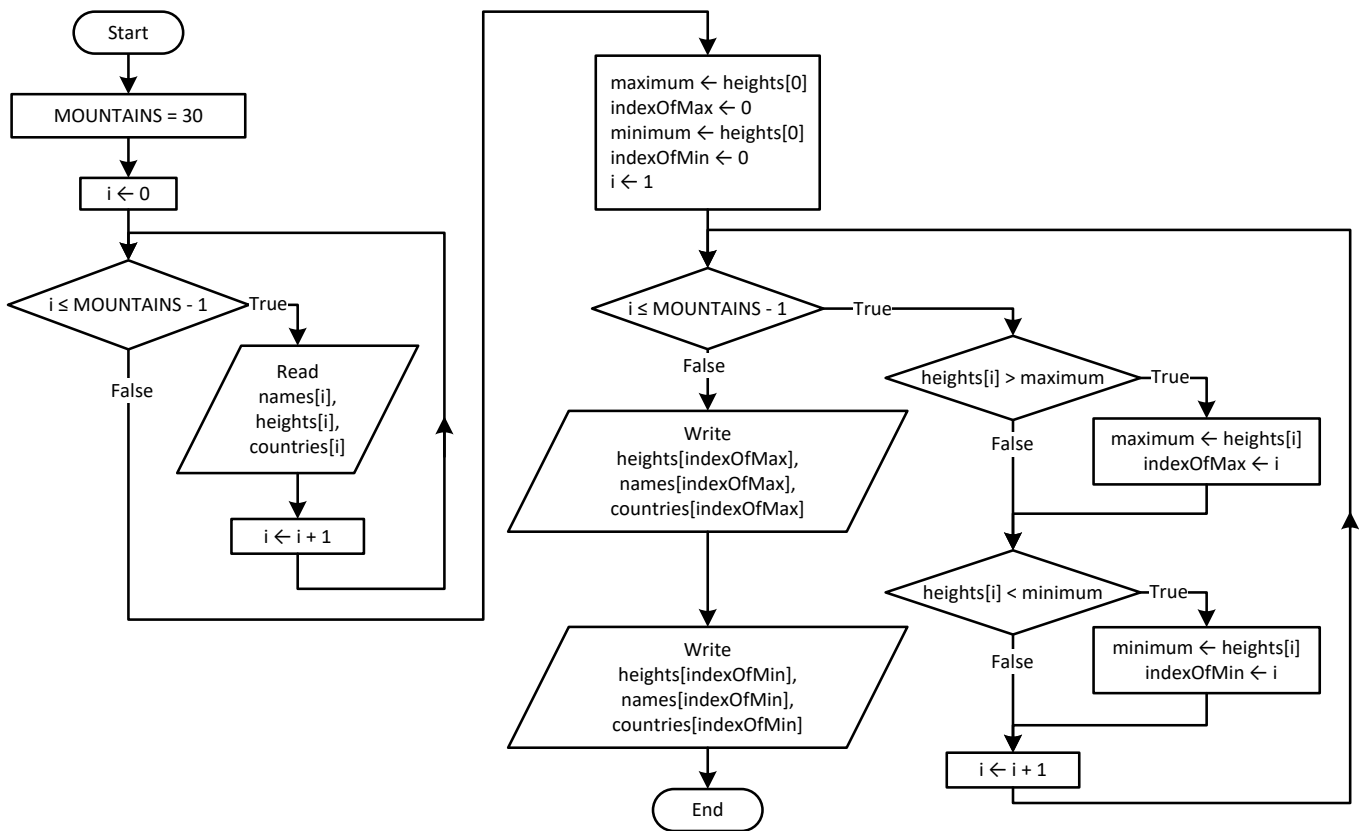 Start
MOUNTAINS = 30
i ← 0
i ≤ MOUNTAINS - 1
True
False
Read
names[i],
heights[i],
countries[i]
i ← i + 1
maximum ← heights[0]
indexOfMax ← 0
minimum ← heights[0]
indexOfMin ← 0
i ← 1
i ≤ MOUNTAINS - 1
True
False
heights[i] > maximum
True
False
maximum ← heights[i]
indexOfMax ← i
heights[i] < minimum
True
False
minimum ← heights[i]
indexOfMin ← i
i ← i + 1
Write
heights[indexOfMax],
names[indexOfMax],
countries[indexOfMax]
Write
heights[indexOfMin],
names[indexOfMin],
countries[indexOfMin]
End